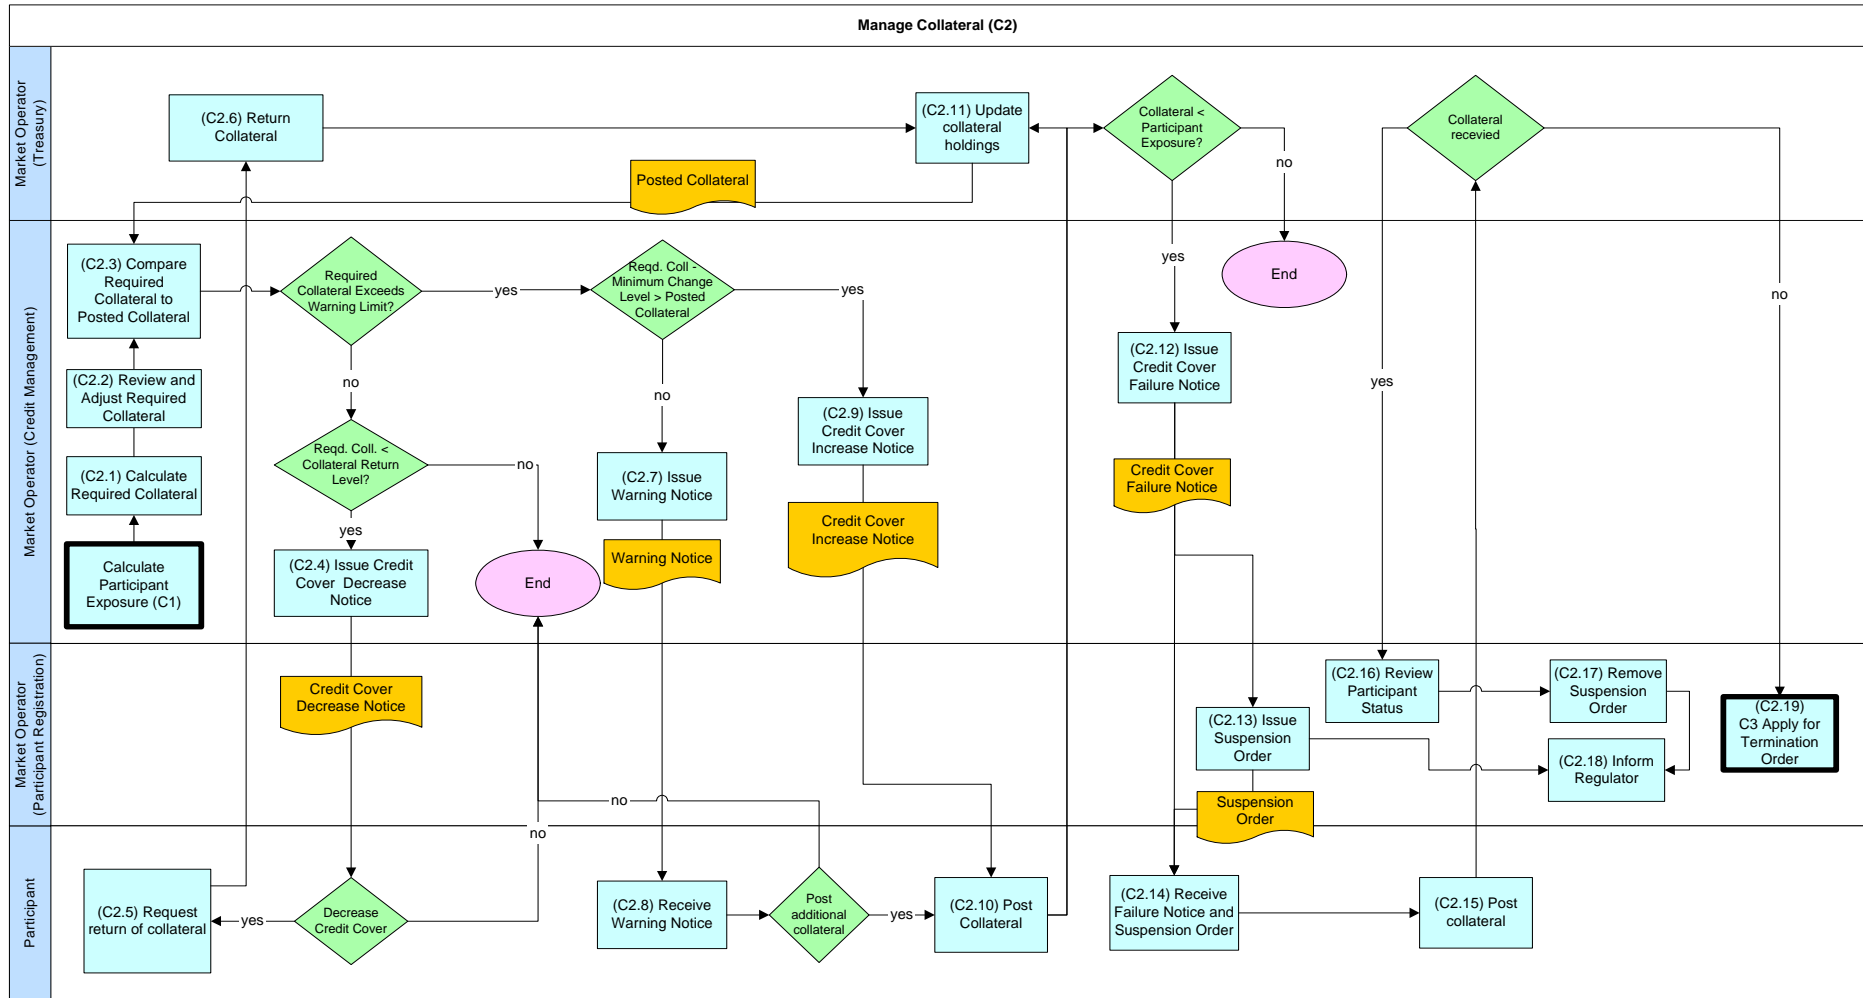 Manage Collateral (C2)
Market Operator
(Treasury)
(C2.6) Return
Collateral
(C2.11) Update
collateral
holdings
Collateral <
Participant
Exposure?
no
Collateral
recevied
Posted Collateral
yes
End
no
yes
Market Operator (Credit Management)
(C2.3) Compare
Required
Collateral to
Posted Collateral
Required
Collateral Exceeds
Warning Limit?
yes
Reqd. Coll -
Minimum Change
Level > Posted
Collateral
yes
(C2.12) Issue
Credit Cover
Failure Notice
(C2.2) Review and
Adjust Required
Collateral
no
no
(C2.9) Issue
Credit Cover
Increase Notice
(C2.1) Calculate
Required Collateral
Reqd. Coll. <
Collateral Return
Level?
no
(C2.7) Issue
Warning Notice
Credit Cover
Failure Notice
yes
Credit Cover
Increase Notice
Calculate
Participant
Exposure (C1)
(C2.4) Issue Credit
Cover  Decrease
Notice
End
Warning Notice
Market Operator
(Participant Registration)
Credit Cover
Decrease Notice
(C2.16) Review
Participant
Status
(C2.17) Remove
Suspension
Order
(C2.13) Issue
Suspension
Order
(C2.18) Inform
Regulator
(C2.19)
C3 Apply for
Termination
Order
no
Suspension
Order
no
Participant
(C2.5) Request
return of collateral
yes
Decrease
Credit Cover
(C2.8) Receive
Warning Notice
Post
additional
collateral
yes
(C2.10) Post
Collateral
(C2.14) Receive
Failure Notice and
Suspension Order
(C2.15) Post
collateral